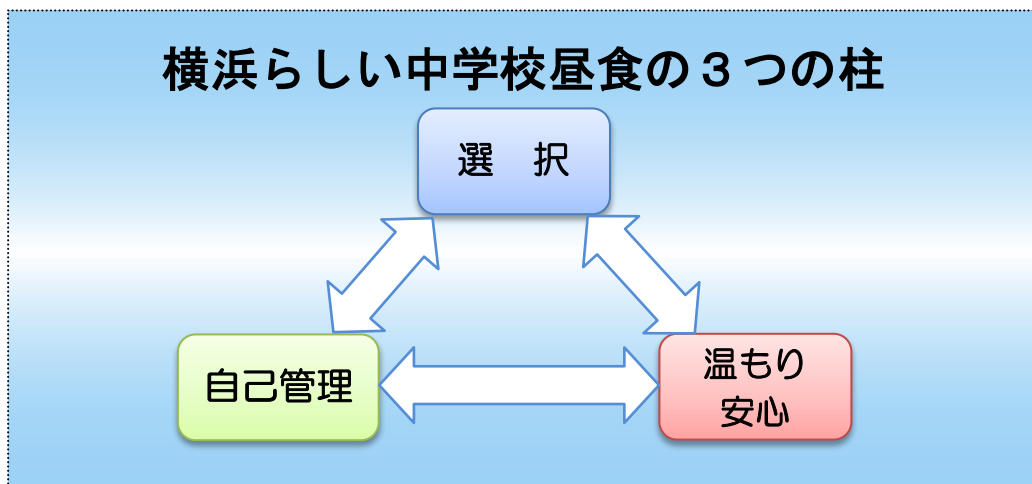 横浜らしい中学校昼食の３つの柱
選　択
自己管理
温もり
安心